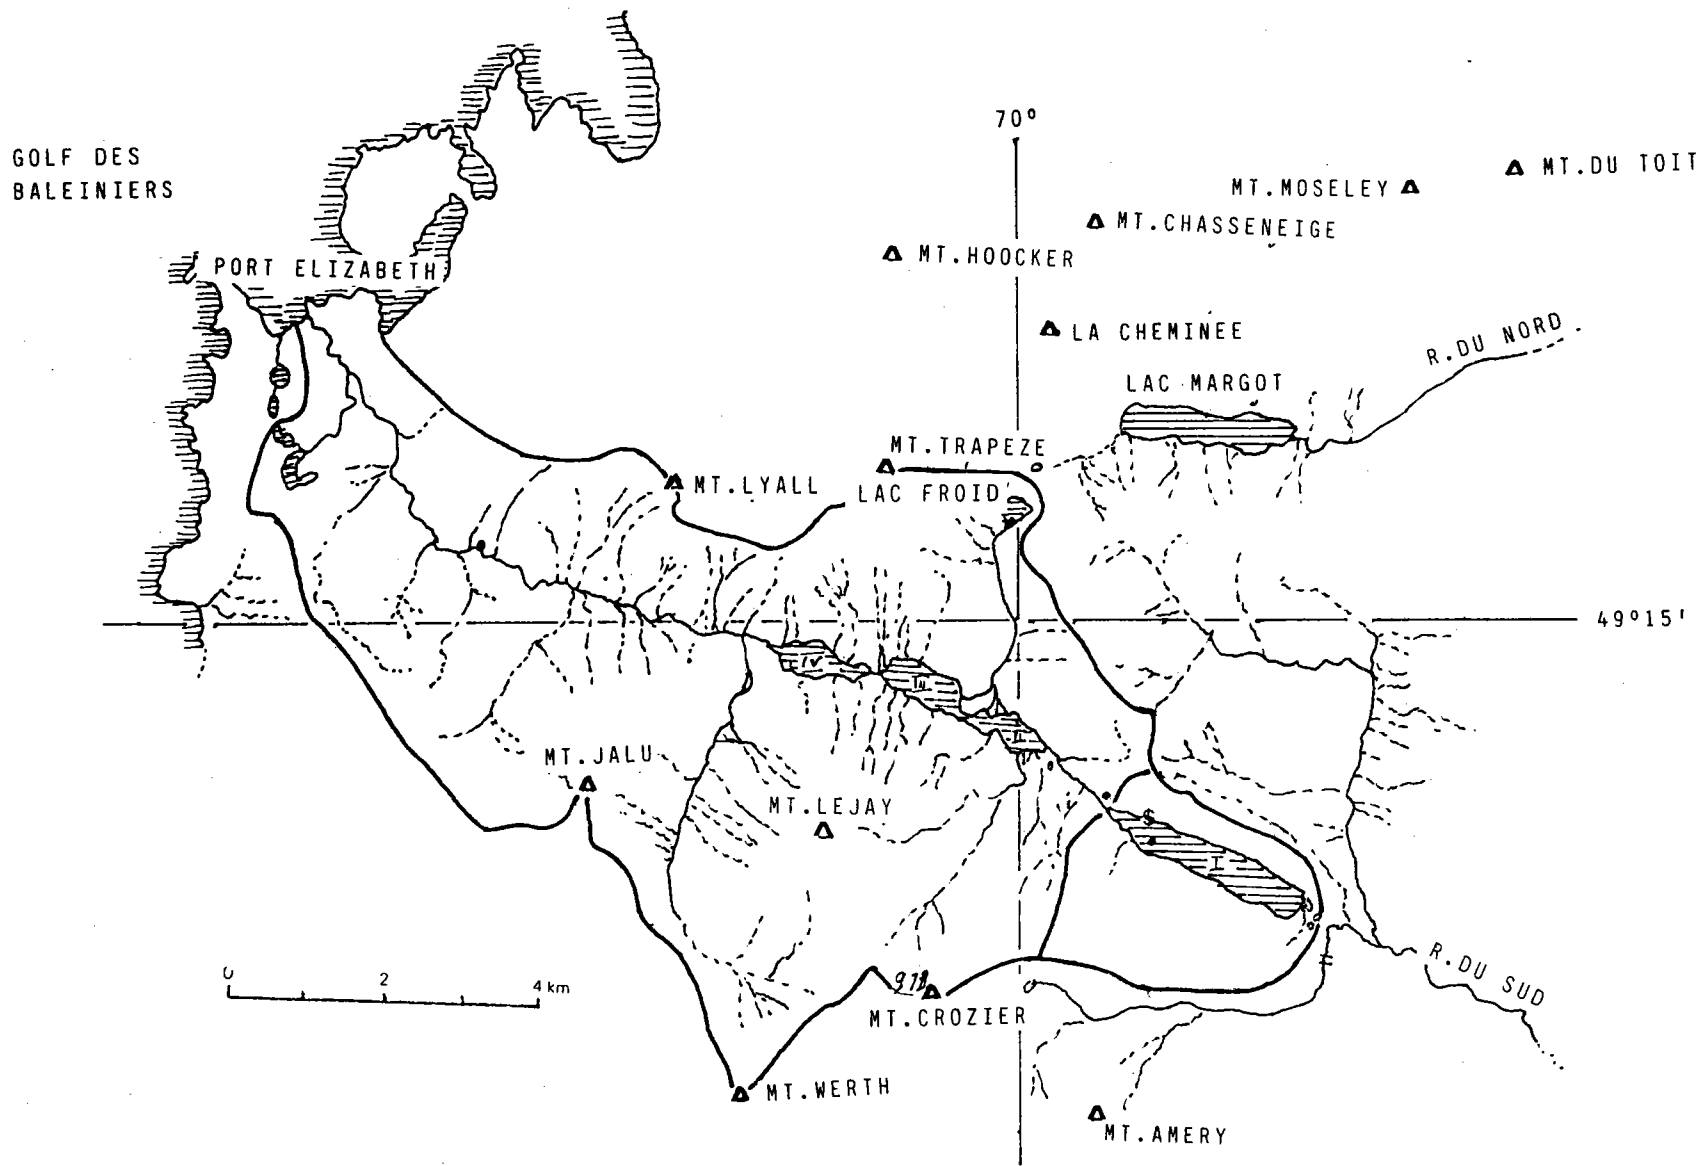 70°
GOLF DES
BALEINIERS
MT. DU TOIT
MT. MOSELEY
MT. CHASSENEIGE
MT. HOOCKER
PORT ELIZABETH
LA CHEMINEE
R. DU NORD
LAC MARGOT
MT. TRAPEZE
MT. LYALL
LAC FROID
49°15'
IV
III
II
MT. JALU
MT. LEJAY
$
I
R. DU SUD
0 2 4 km
978
MT. CROZIER
MT. WERTH
MT. AMERY